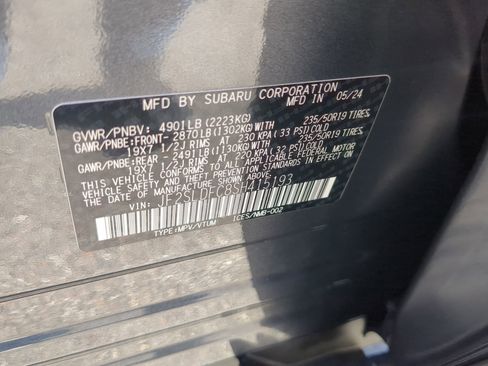 MFD BY SUBARU CORPORATION
MFD IN 05/24
GVWR/PNBV: 4901LB(2223KG)
GAWR/PNBE:FRONT- 2870LB(1302KG)WITH 235/50R19 TIRES,
19X7 1/2J RIMS AT 230 KPA (33 PSI)COLD
GAWR/PNBE:REAR - 2491LB(1130KG)WITH 235/50R19 TIRES,
19X7 1/2J RIMS AT 220 KPA (32 PSI)COLD
THIS VEHICLE CONFORMS TO ALL APPLICABLE FEDERAL MOTOR
VEHICLE SAFETY STANDARDS IN EFFECT ON
THE DATE OF MANUFACTURE SHOWN ABOVE.
VIN: JF2SLDFC8SH415193
TYPE:MPV/VTUM ICES/NMB-002